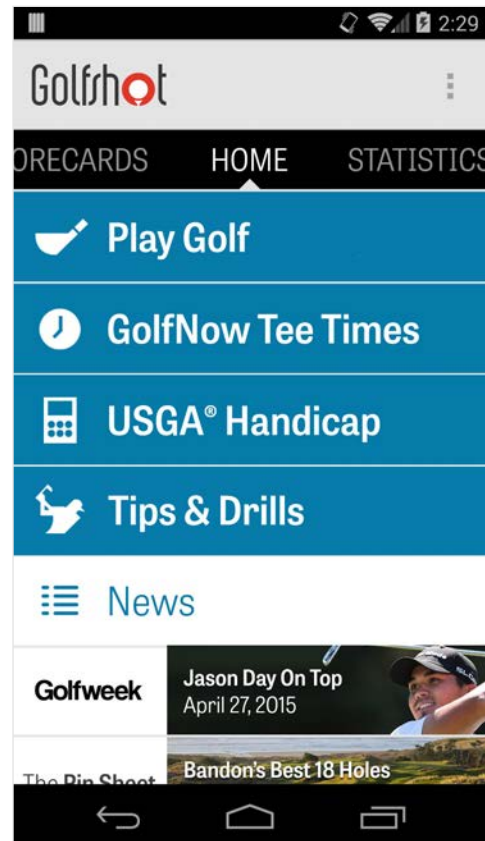 2:29
Golfshot
ORECARDS HOME STATISTICS
Play Golf
GolfNow Tee Times
USGA® Handicap
Tips & Drills
News
Golfweek
Jason Day On Top
April 27, 2015
The Pin Sheet
Bandon's Best 18 Holes